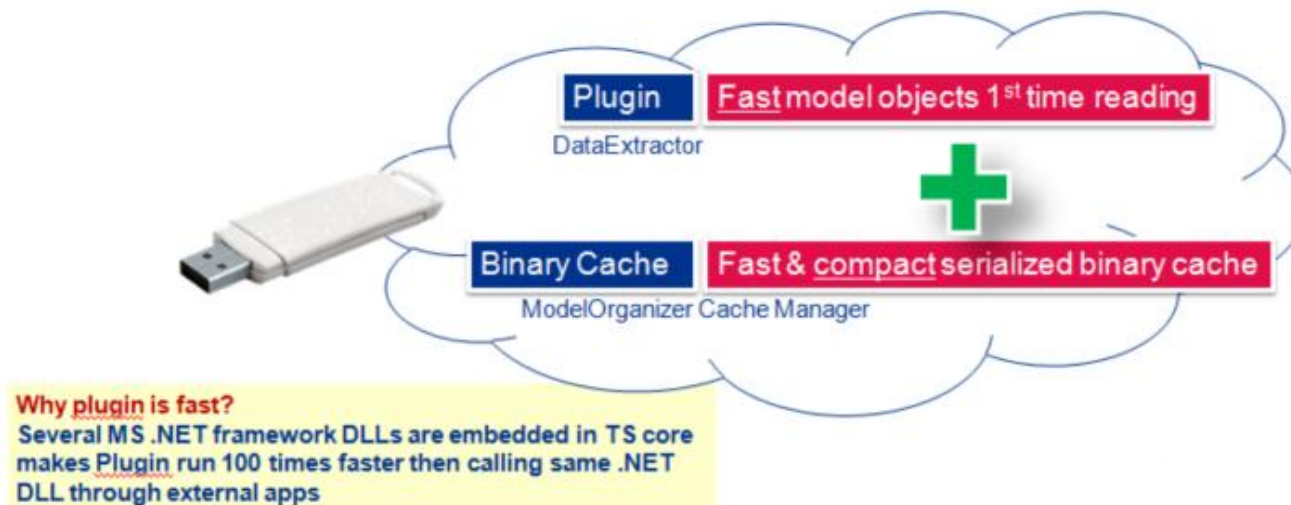 Plugin Fast model objects 1st time reading
DataExtractor
Binary Cache Fast & compact serialized binary cache
ModelOrganizer Cache Manager
Why plugin is fast?
Several MS .NET framework DLLs are embedded in TS core
makes Plugin run 100 times faster then calling same .NET
DLL through external apps